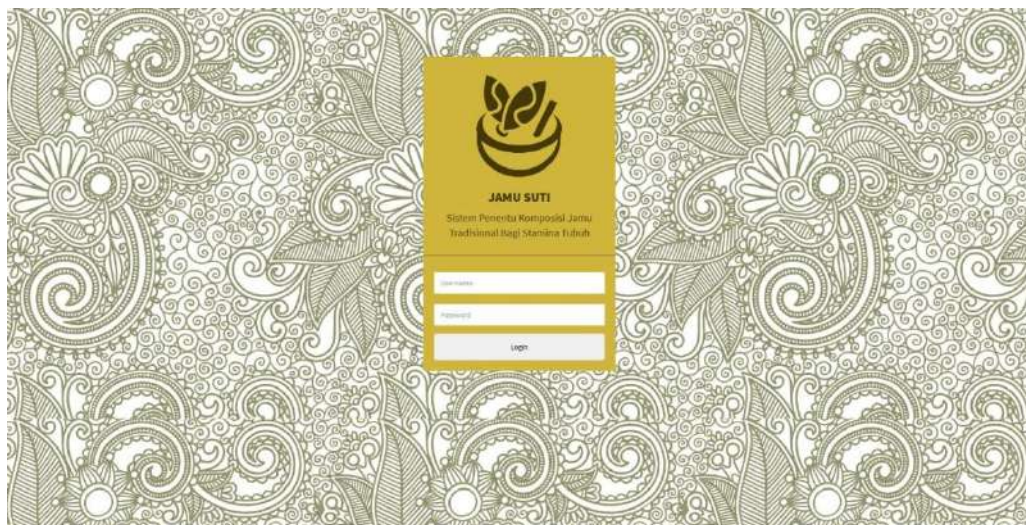 JAMU SUTI
Sistem Penentu Komposisi Jamu
Tradisional Bagi Stamina Tubuh
Username
Password
Login